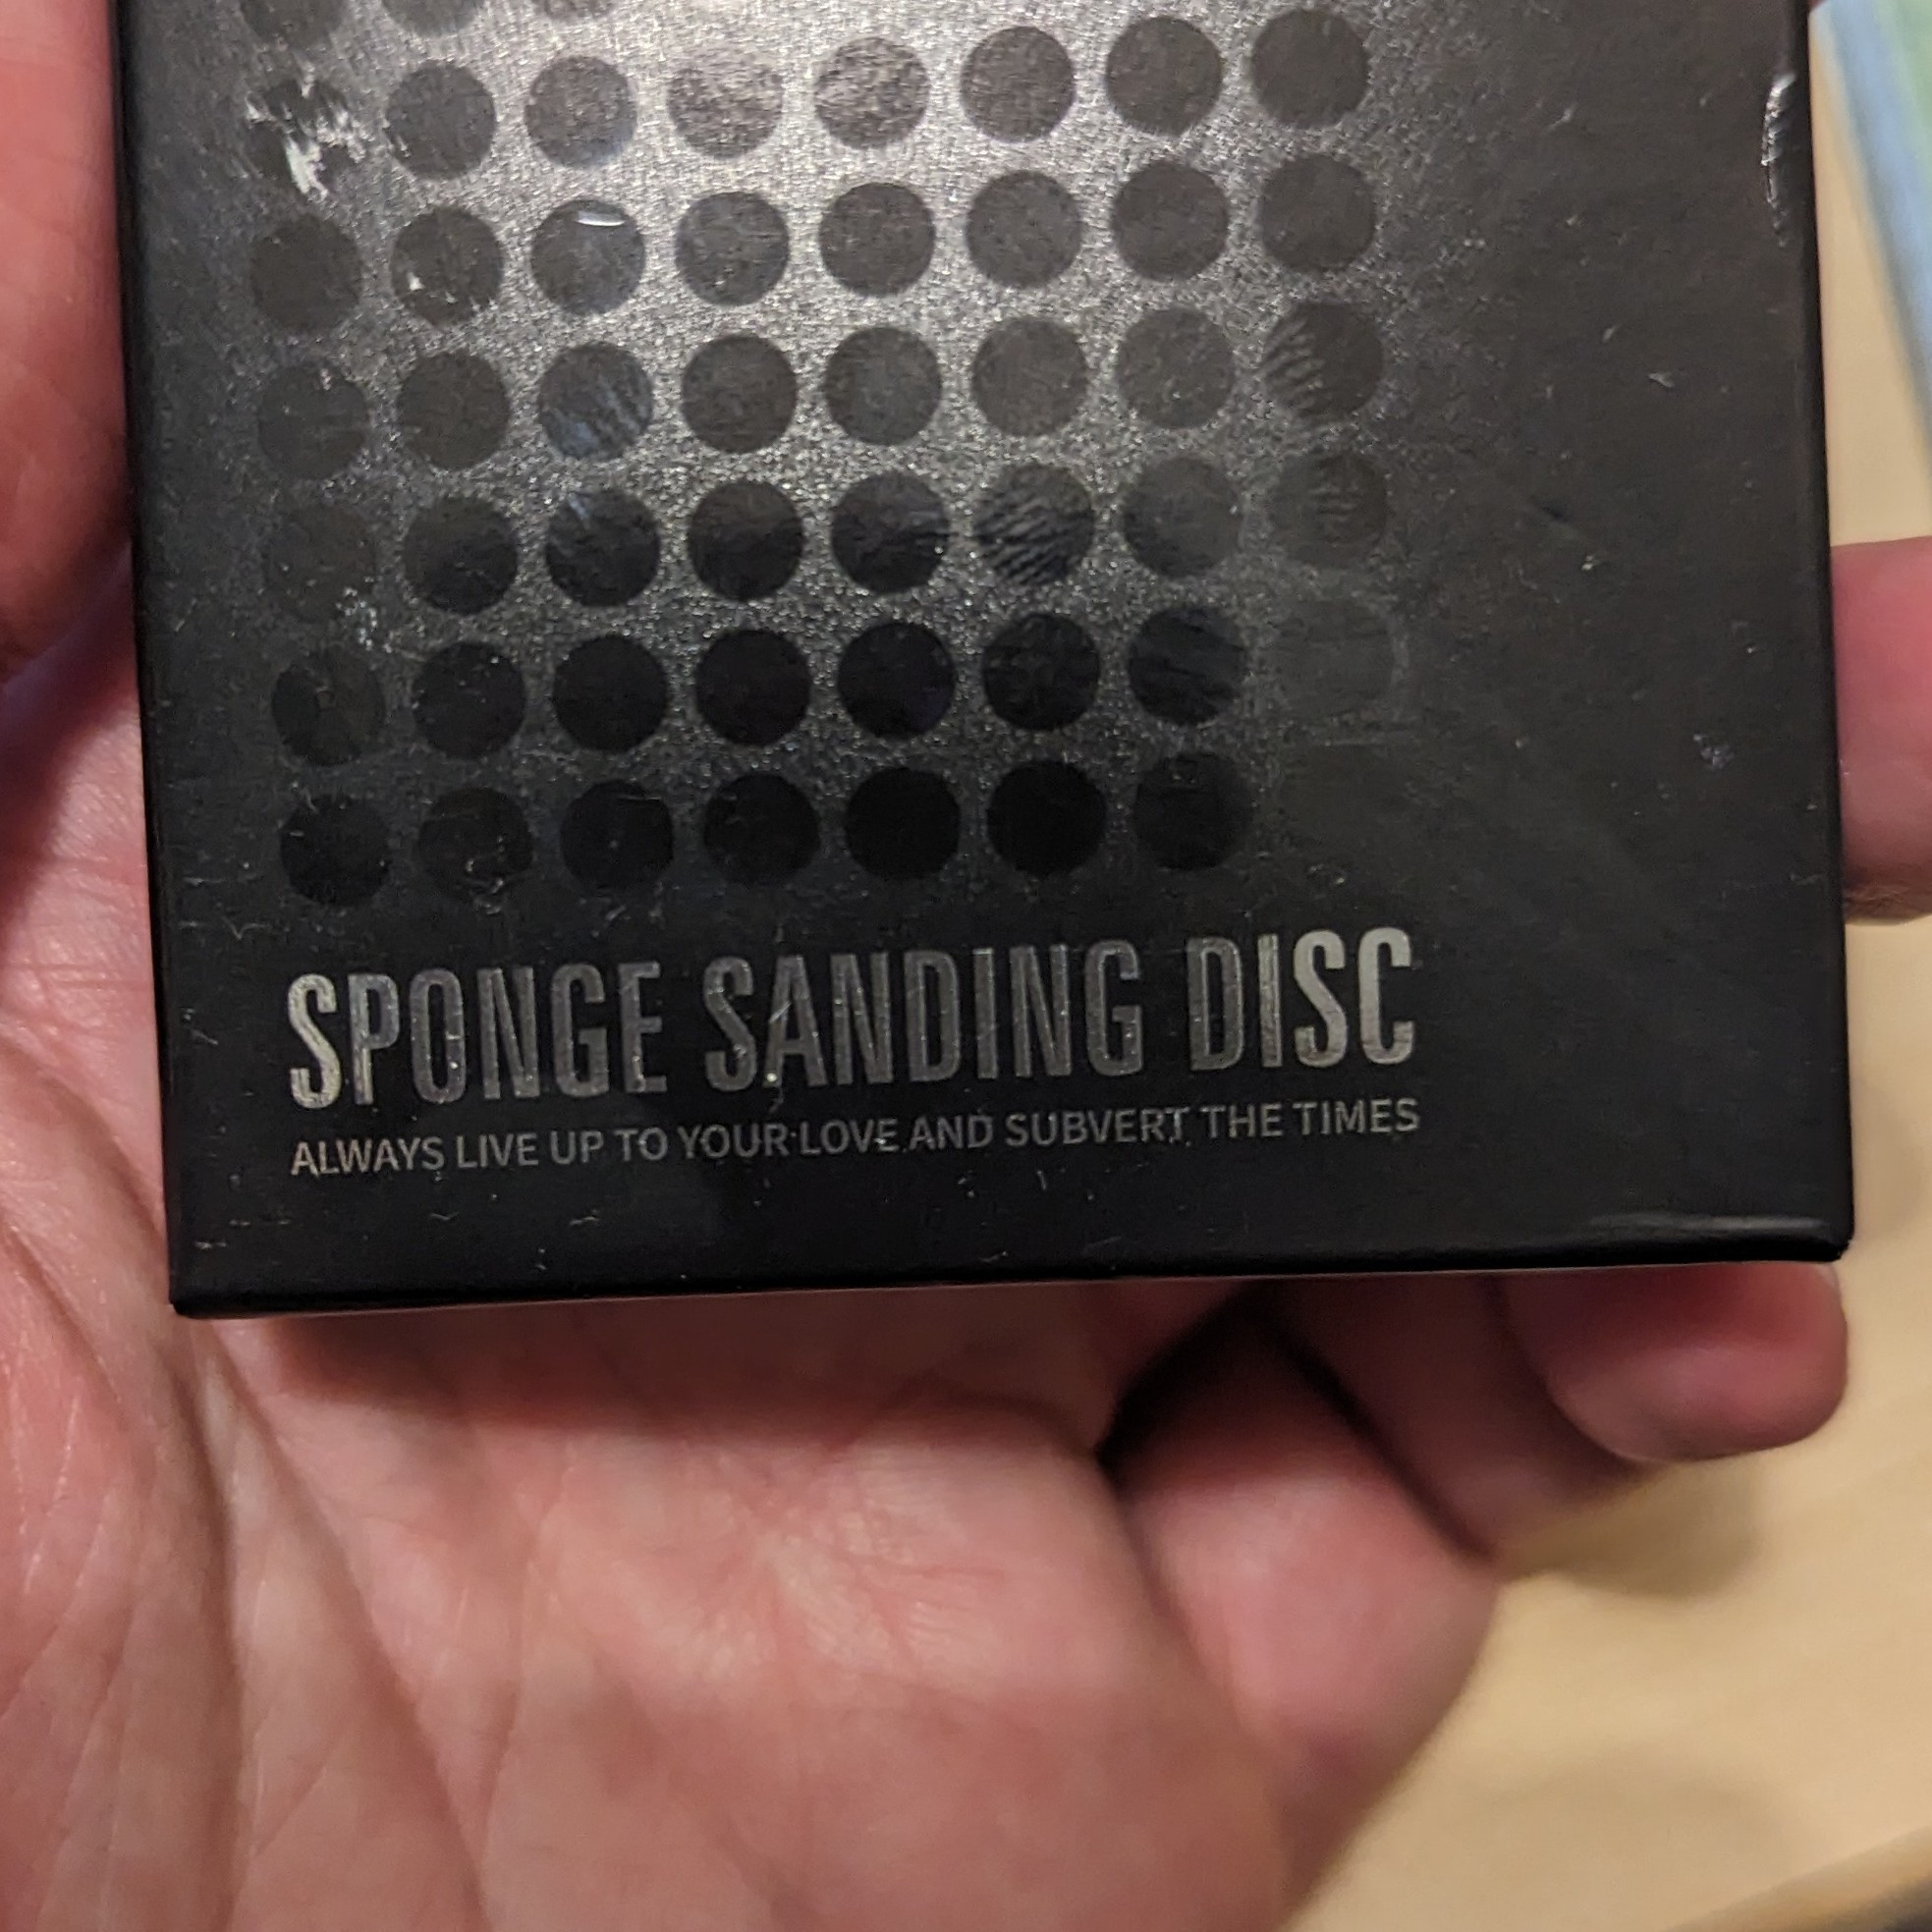 SPONGE SANDING DISC
ALWAYS LIVE UP TO YOUR LOVE AND SUBVERT THE TIMES